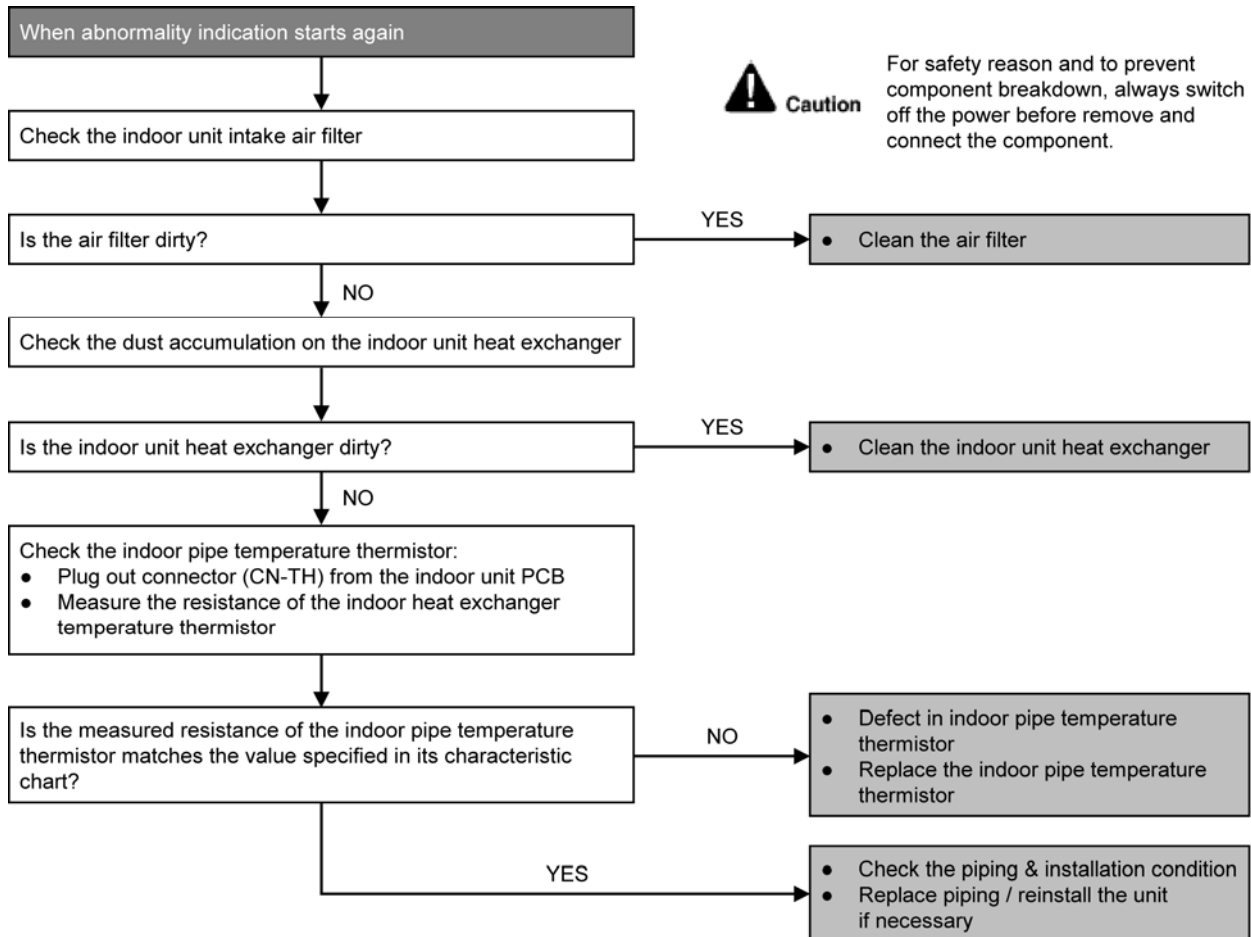 When abnormality indication starts again
Caution
For safety reason and to prevent
component breakdown, always switch
off the power before remove and
connect the component.
Check the indoor unit intake air filter
Is the air filter dirty?
YES
● Clean the air filter
NO
Check the dust accumulation on the indoor unit heat exchanger
Is the indoor unit heat exchanger dirty?
YES
● Clean the indoor unit heat exchanger
NO
Check the indoor pipe temperature thermistor:
● Plug out connector (CN-TH) from the indoor unit PCB
● Measure the resistance of the indoor heat exchanger
temperature thermistor
Is the measured resistance of the indoor pipe temperature
thermistor matches the value specified in its characteristic
chart?
NO
● Defect in indoor pipe temperature
thermistor
● Replace the indoor pipe temperature
thermistor
YES
● Check the piping & installation condition
● Replace piping / reinstall the unit
if necessary